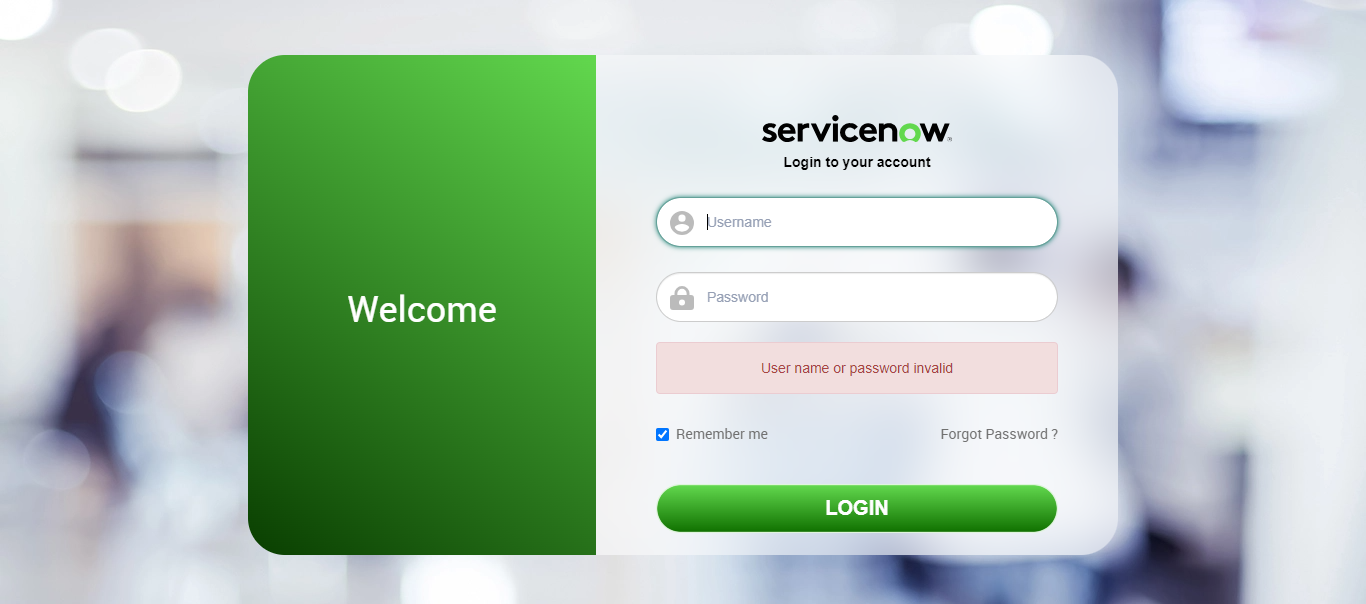 Welcome
servicenow
Login to your account
Username
Password
User name or password invalid
Remember me
Forgot Password ?
LOGIN